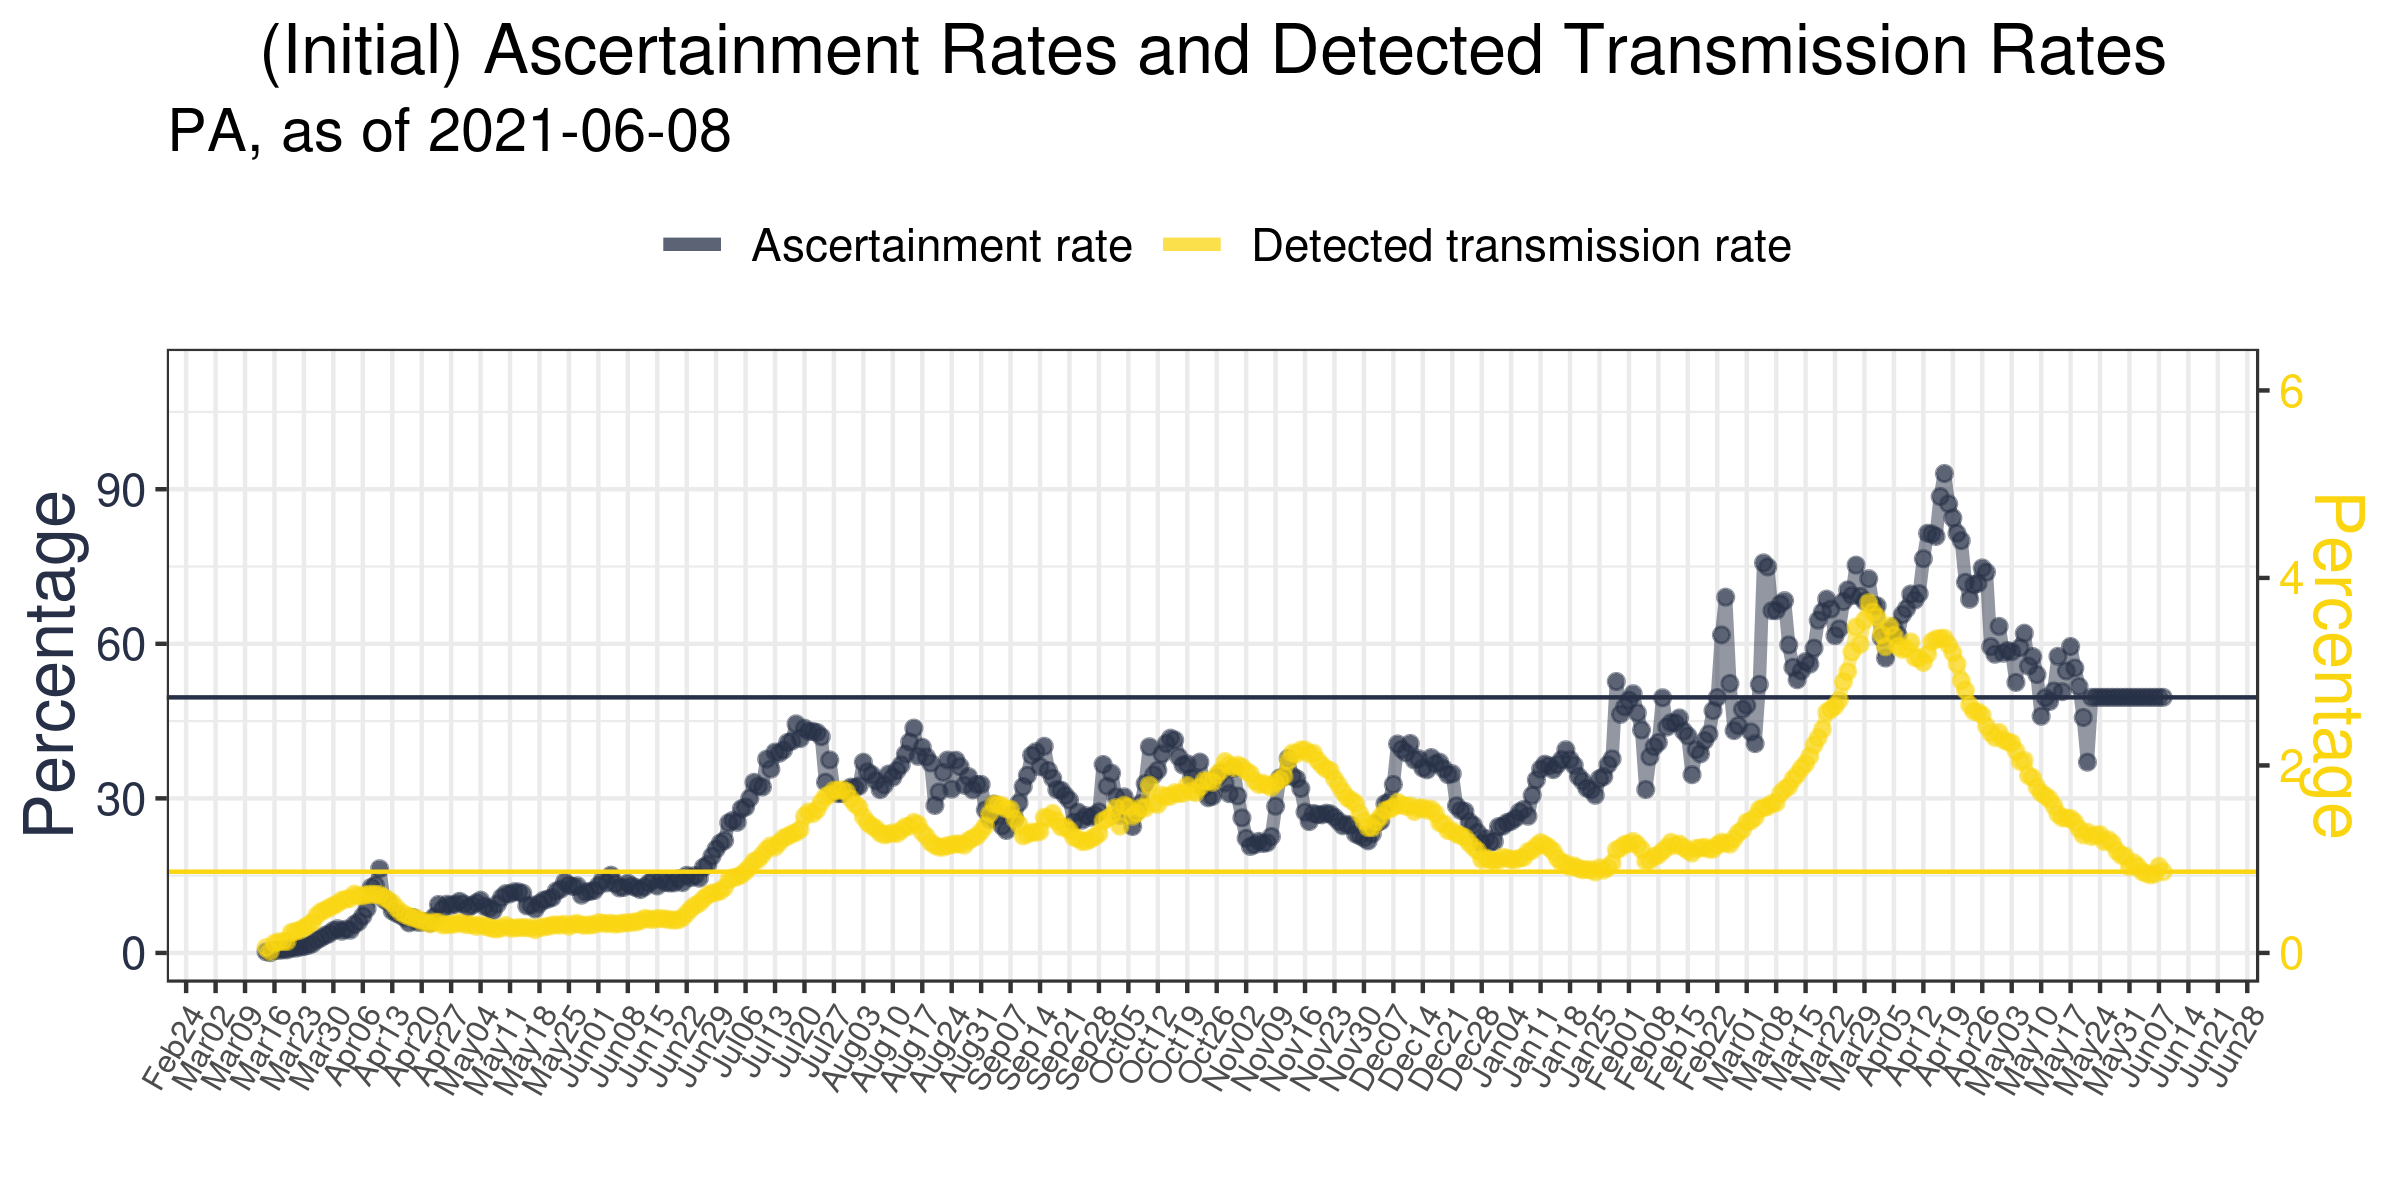 (Initial) Ascertainment Rates and Detected Transmission Rates
PA, as of 2021-06-08
Ascertainment rate
Detected transmission rate
Percentage
90
60
30
0
6
4
2
0
Percentage
Feb24
Mar02
Mar09
Mar16
Mar23
Mar30
Apr06
Apr13
Apr20
Apr27
May04
May11
May18
May25
Jun01
Jun08
Jun15
Jun22
Jun29
Jul06
Jul13
Jul20
Jul27
Aug03
Aug10
Aug17
Aug24
Aug31
Sep07
Sep14
Sep21
Sep28
Oct05
Oct12
Oct19
Oct26
Nov02
Nov09
Nov16
Nov23
Nov30
Dec07
Dec14
Dec21
Dec28
Jan04
Jan11
Jan18
Jan25
Feb01
Feb08
Feb15
Feb22
Mar01
Mar08
Mar15
Mar22
Mar29
Apr05
Apr12
Apr19
Apr26
May03
May10
May17
May24
May31
Jun07
Jun14
Jun21
Jun28